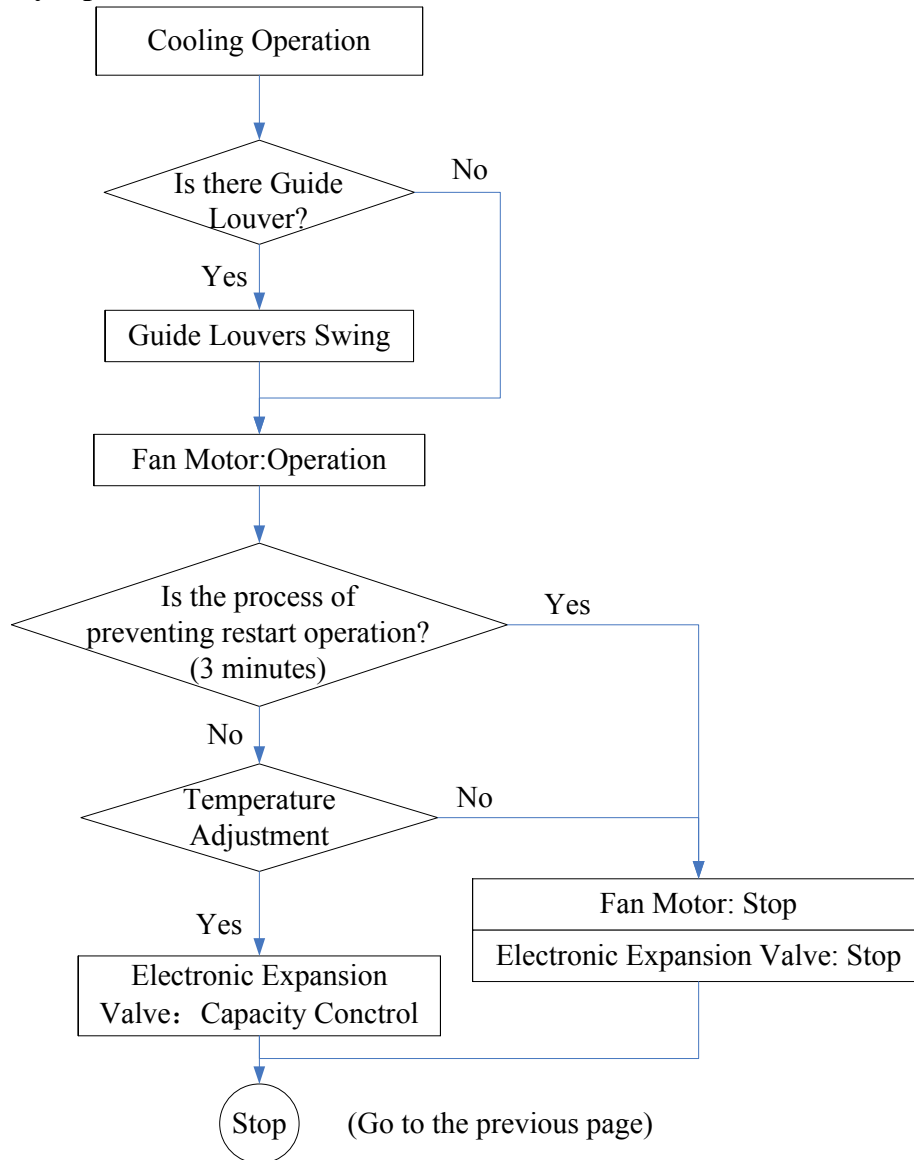 Cooling Operation
Is there Guide
Louver?
No
Yes
Guide Louvers Swing
Fan Motor:Operation
Is the process of
preventing restart operation?
(3 minutes)
Yes
No
Temperature
Adjustment
No
Yes
Fan Motor: Stop
Electronic Expansion Valve: Stop
Electronic Expansion
Valve：Capacity Conctrol
Stop
(Go to the previous page)